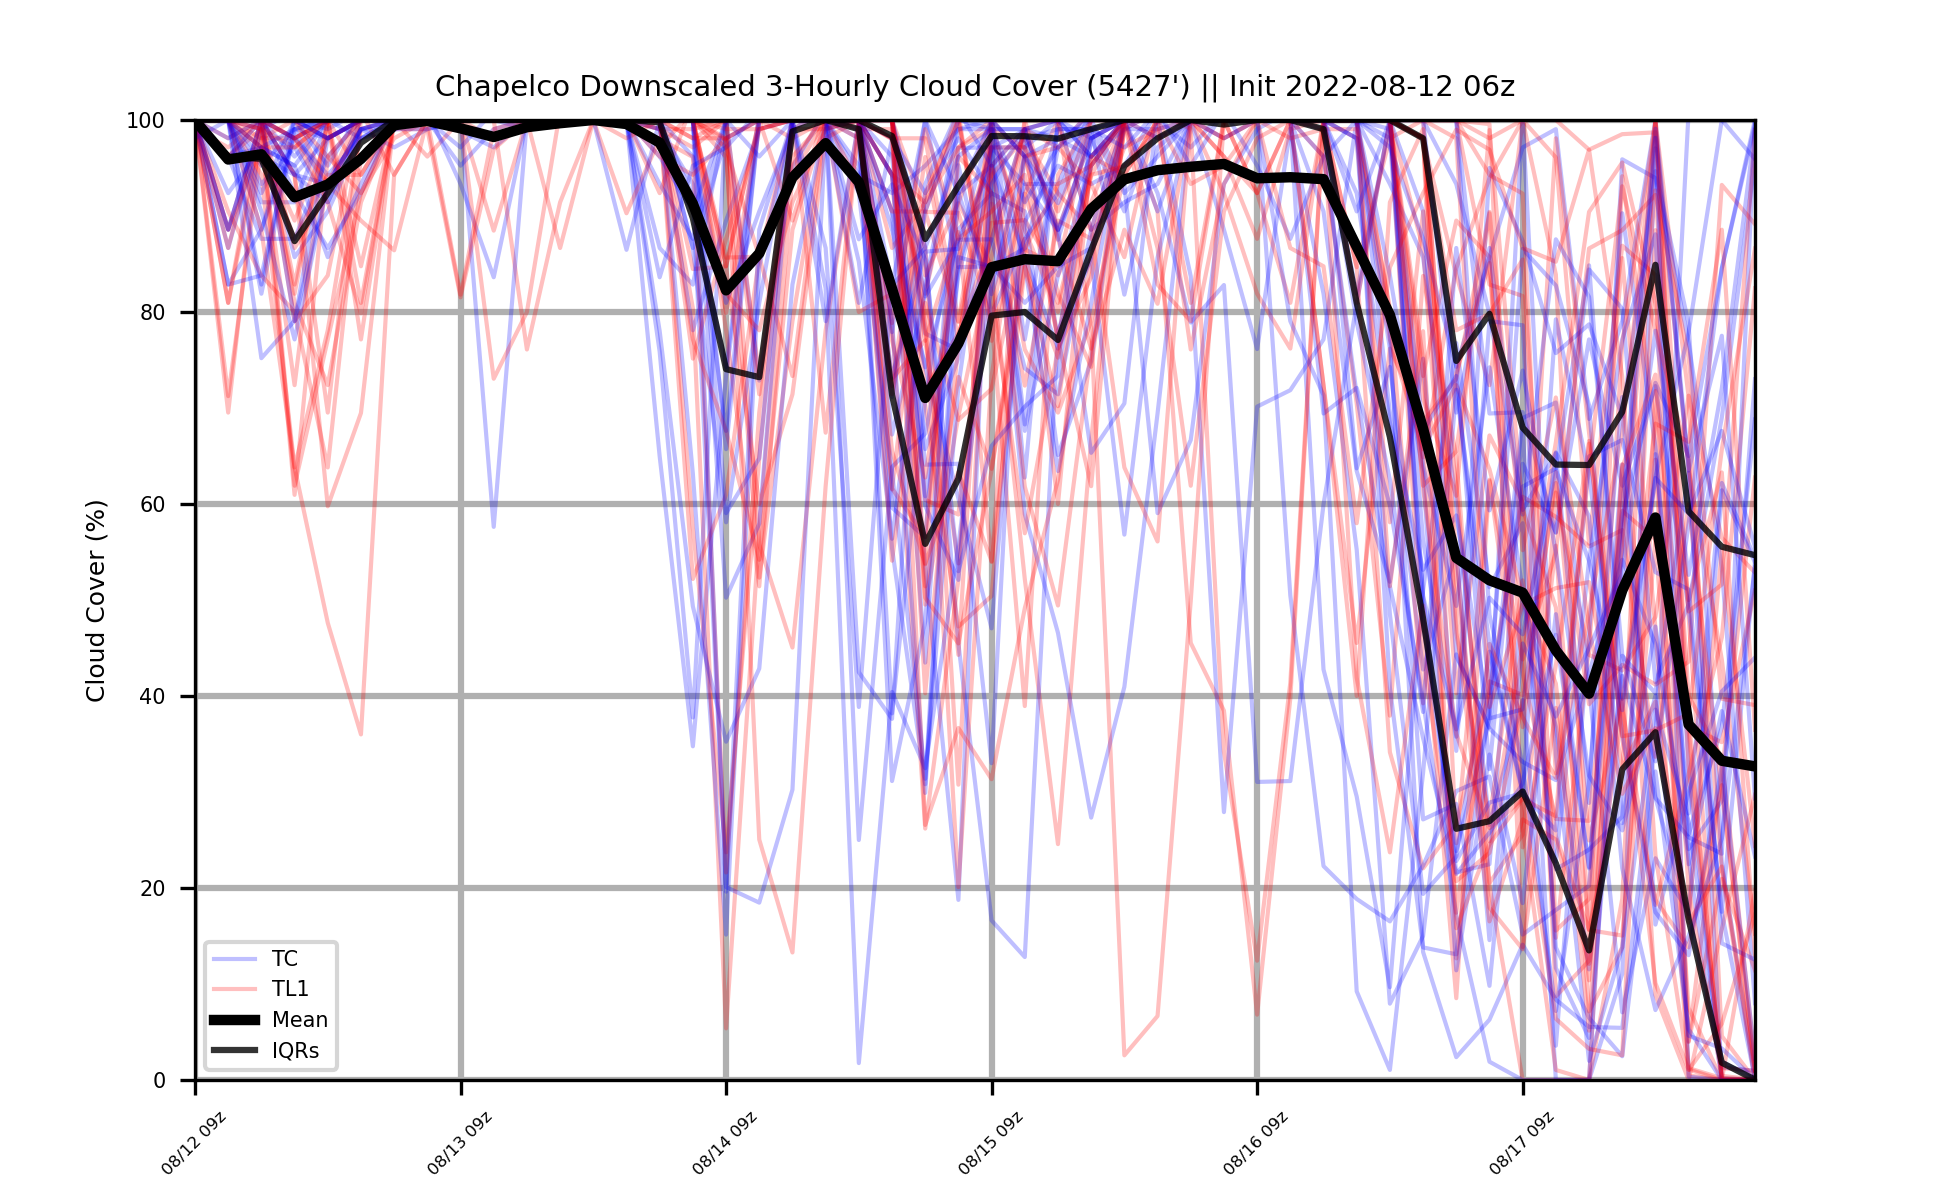 Chapelco Downscaled 3-Hourly Cloud Cover (5427') || Init 2022-08-12 06z
Cloud Cover (%)
100
80
60
40
20
0
TC
TL1
Mean
IQRs
08/12 09z
08/13 09z
08/14 09z
08/15 09z
08/16 09z
08/17 09z